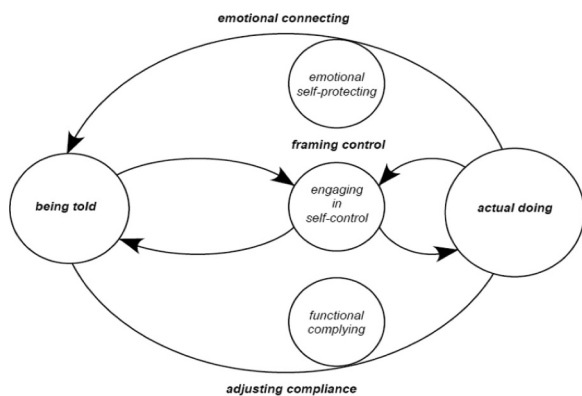 emotional connecting
emotional
self-protecting
framing control
being told
engaging
in
self-control
actual doing
functional
complying
adjusting compliance